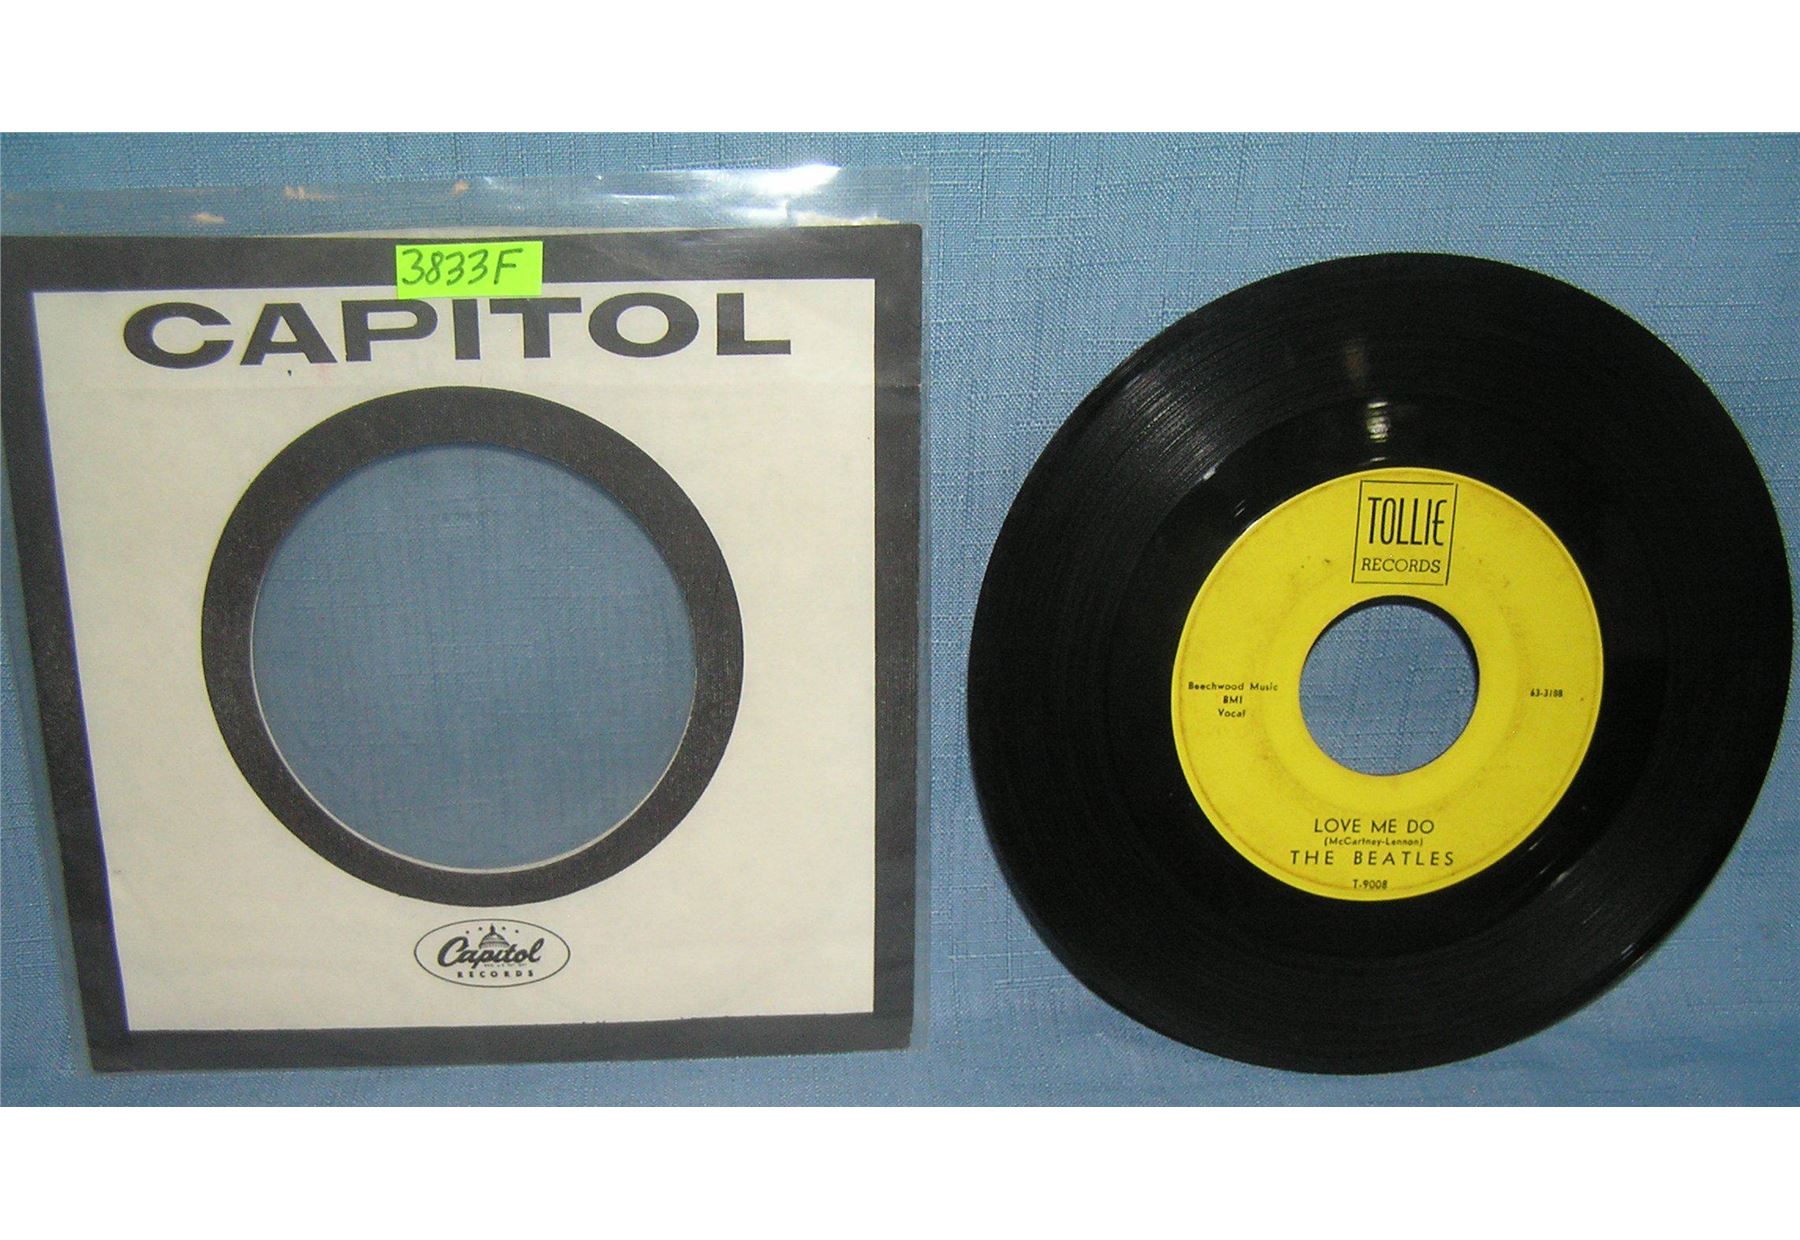 3833F
CAPITOL
Capitol
RECORDS
TOLLIE
RECORDS
Beechwood Music
BMI
Vocal
63-3188
LOVE ME DO
(McCartney-Lennon)
THE BEATLES
T-9008